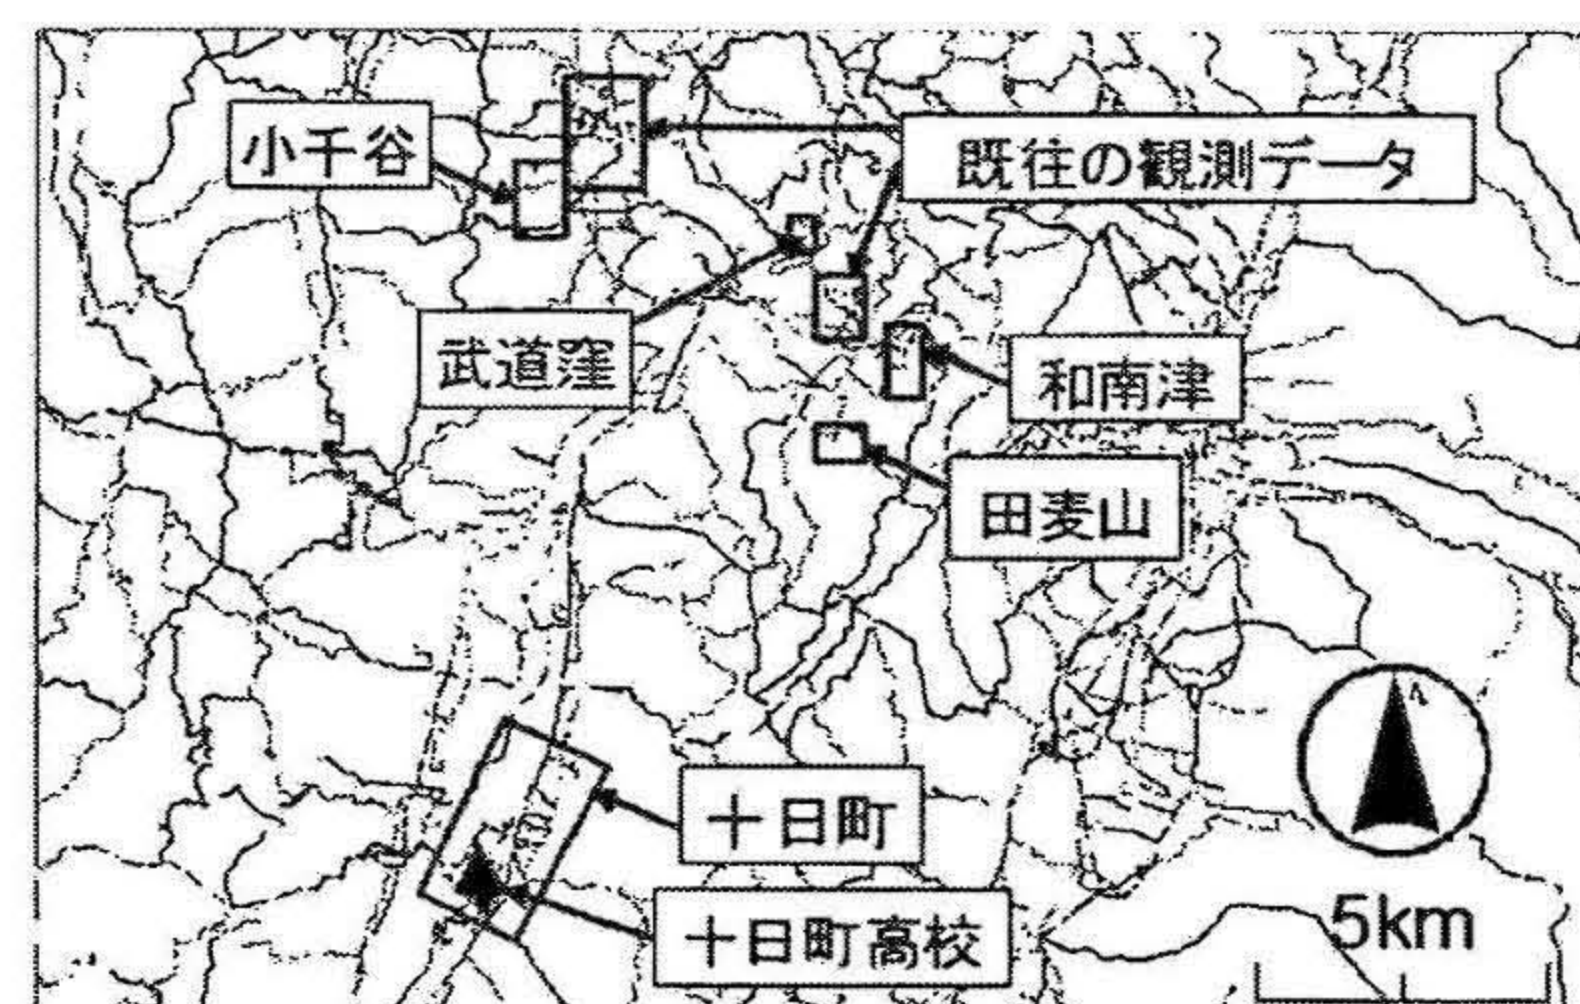 小千谷
既往の観測データ
武道窪
和南津
田麦山
十日町
十日町高校
5km